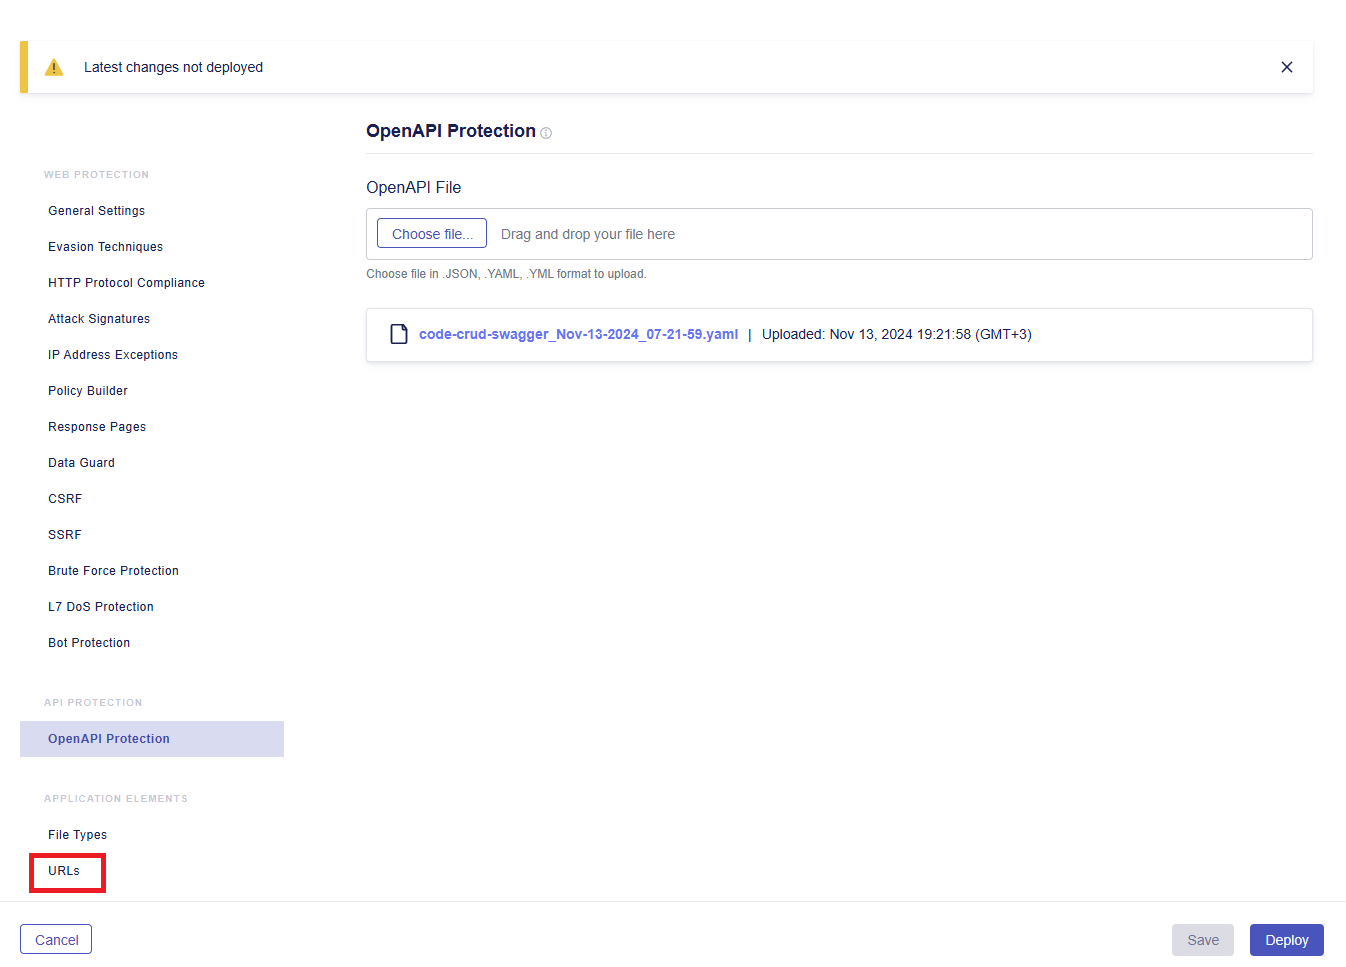 Latest changes not deployed
OpenAPI Protection
WEB PROTECTION
General Settings
Evasion Techniques
HTTP Protocol Compliance
Attack Signatures
IP Address Exceptions
Policy Builder
Response Pages
Data Guard
CSRF
SSRF
Brute Force Protection
L7 DoS Protection
Bot Protection
API PROTECTION
OpenAPI Protection
APPLICATION ELEMENTS
File Types
URLs
OpenAPI File
Choose file... Drag and drop your file here
Choose file in .JSON, .YAML, .YML format to upload.
code-crud-swagger_Nov-13-2024_07-21-59.yaml | Uploaded: Nov 13, 2024 19:21:58 (GMT+3)
Cancel Save Deploy